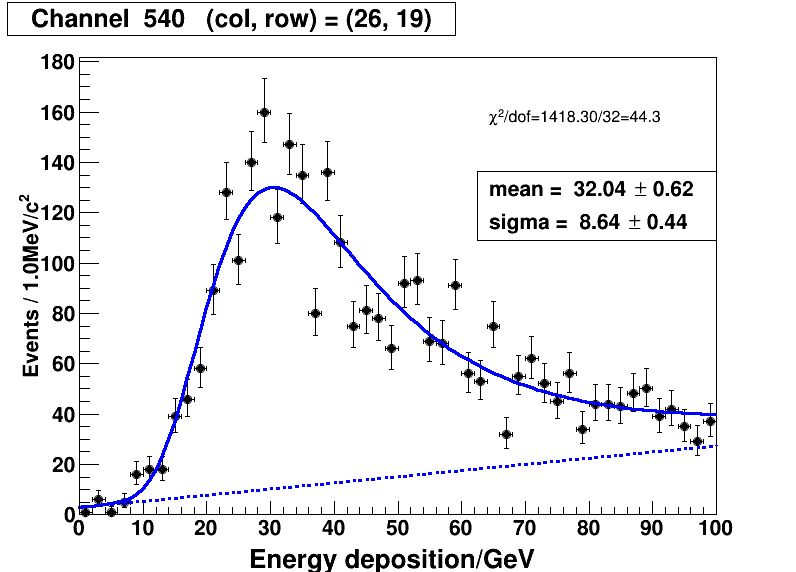 Channel 540 (col, row) = (26, 19)
180
160
140
120
100
80
60
40
20
0
Events / 1.0MeV/c²
χ²/dof=1418.30/32=44.3
mean = 32.04 ± 0.62
sigma = 8.64 ± 0.44
0 10 20 30 40 50 60 70 80 90 100
Energy deposition/GeV